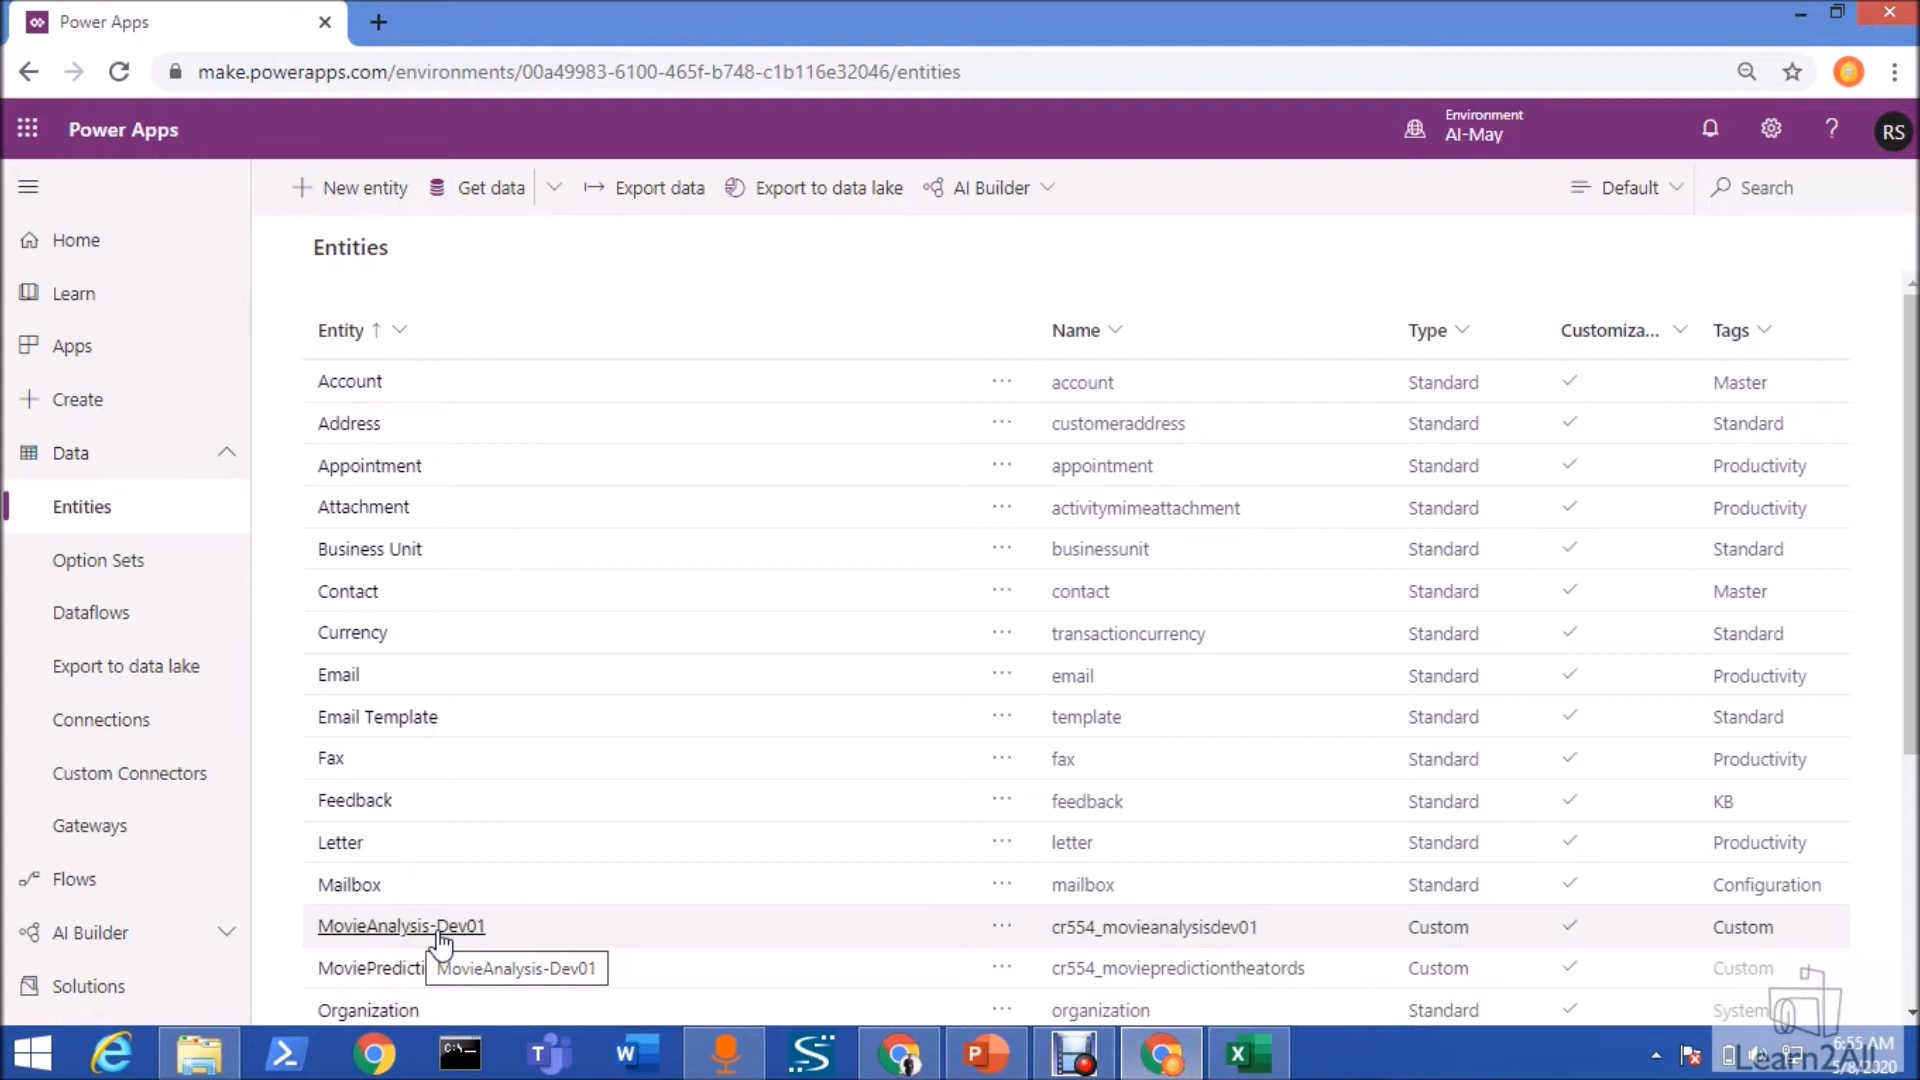 Power Apps
make.powerapps.com/environments/00a49983-6100-465f-b748-c1b116e32046/entities
Power Apps
Environment
AI-May
RS
New entity
Get data
Export data
Export to data lake
AI Builder
Default
Search
Home
Learn
Apps
Create
Data
Entities
Option Sets
Dataflows
Export to data lake
Connections
Custom Connectors
Gateways
Flows
AI Builder
Solutions
Entities
Entity Name Type Customiza... Tags
Account ... account Standard Master
Address ... customeraddress Standard Standard
Appointment ... appointment Standard Productivity
Attachment ... activitymimeattachment Standard Productivity
Business Unit ... businessunit Standard Standard
Contact ... contact Standard Master
Currency ... transactioncurrency Standard Standard
Email ... email Standard Productivity
Email Template ... template Standard Standard
Fax ... fax Standard Productivity
Feedback ... feedback Standard KB
Letter ... letter Standard Productivity
Mailbox ... mailbox Standard Configuration
MovieAnalysis-Dev01 ... cr554_movieanalysisdev01 Custom Custom
MoviePredicti ... cr554_moviepredictiontheatords Custom Custom
MovieAnalysis-Dev01
Organization ... organization Standard System
6:55 AM
Learn2All
5/8/2020